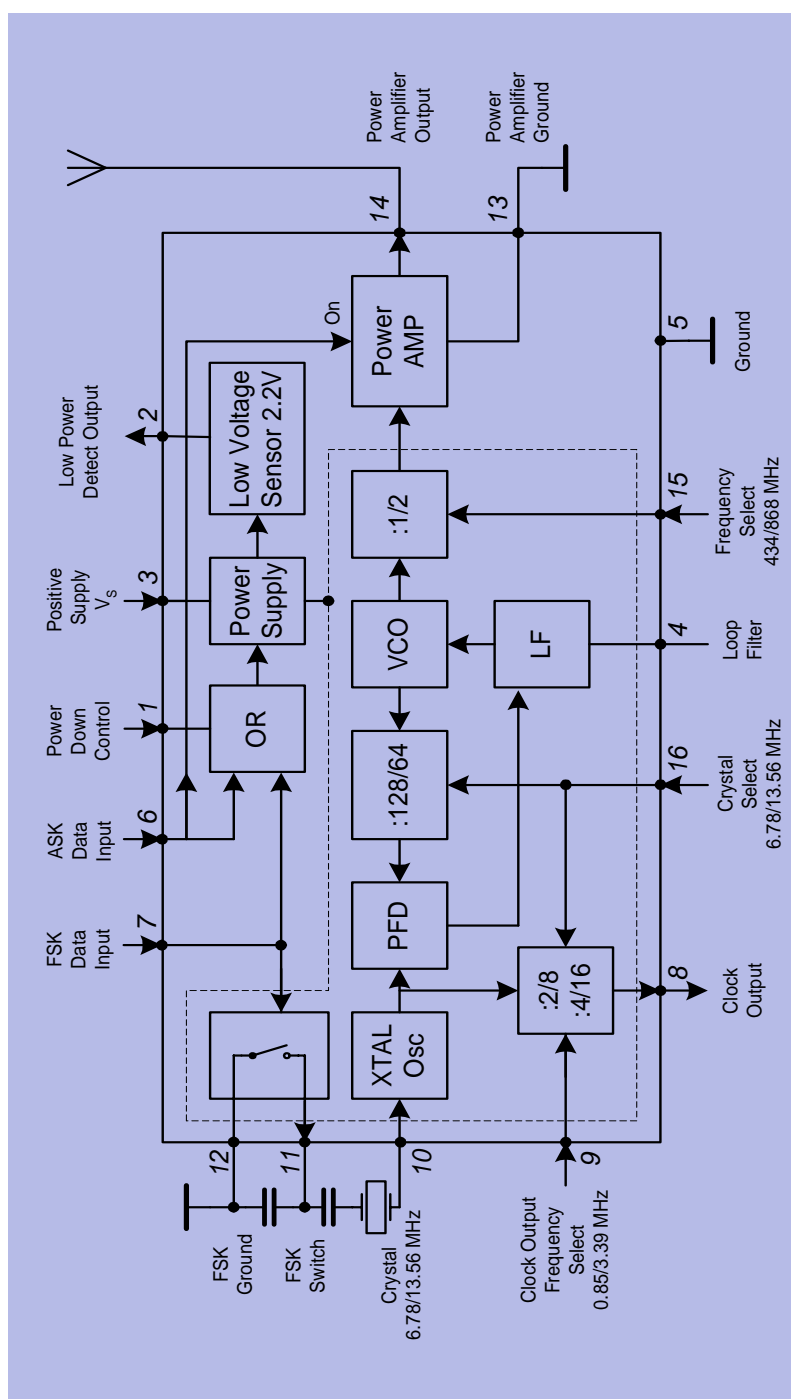 FSK
Data
Input
7
ASK
Data
Input
6
Power
Down
Control
1
Positive
Supply
VS
3
Low Power
Detect Output
2
FSK
Ground
12
FSK
Switch
11
Crystal
6.78/13.56 MHz
10
Clock Output
Frequency
Select
0.85/3.39 MHz
9
OR
Power
Supply
Low Voltage
Sensor 2.2V
On
XTAL
Osc
PFD
:128/64
VCO
:1/2
Power
AMP
14
Power
Amplifier
Output
13
Power
Amplifier
Ground
LF
:2/8
:4/16
8
Clock
Output
16
Crystal
Select
6.78/13.56 MHz
4
Loop
Filter
15
Frequency
Select
434/868 MHz
5
Ground